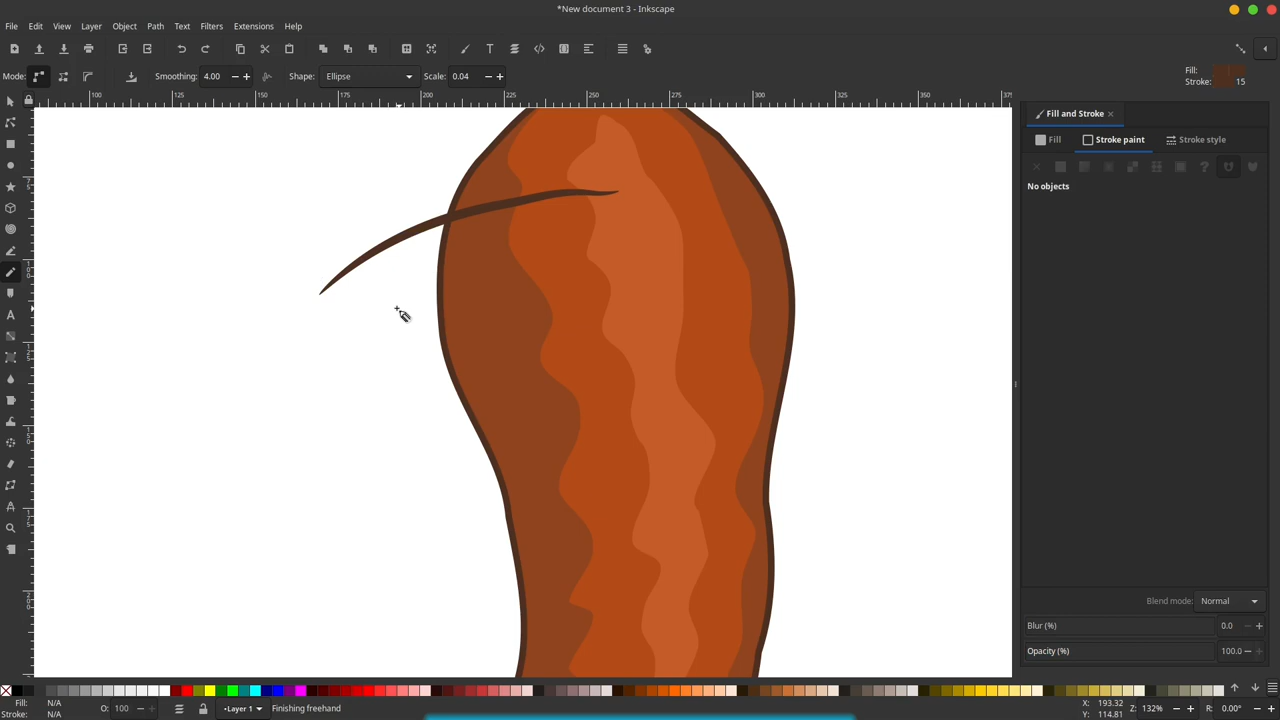 *New document 3 - Inkscape
File Edit View Layer Object Path Text Filters Extensions Help
Mode: Smoothing: 4.00 Shape: Ellipse Scale: 0.04 Fill:
Stroke: 15
100 125 150 175 200 225 250 275 300 325 350 375
Fill and Stroke
Fill Stroke paint Stroke style
No objects
Blend mode: Normal
Blur (%) 0.0
Opacity (%) 100.0
Fill: N/A O: 100 •Layer 1 Finishing freehand X: 193.32 Z: 132% R: 0.00°
Stroke: N/A Y: 114.81